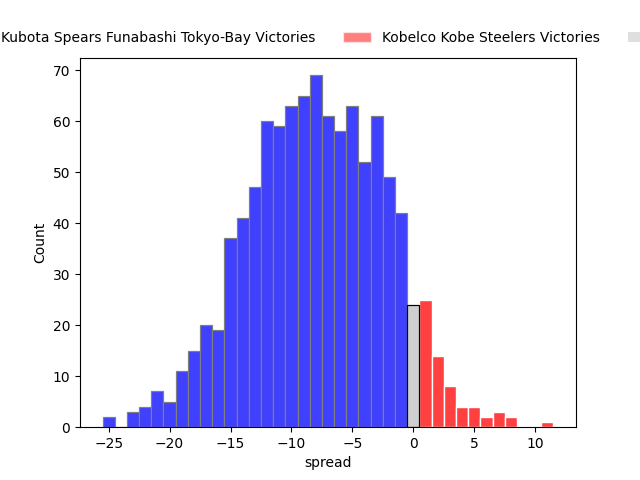 Kubota Spears Funabashi Tokyo-Bay Victories Kobelco Kobe Steelers Victories
70
60
50
40
30
20
10
0
Count
−25 −20 −15 −10 −5 0 5 10
spread